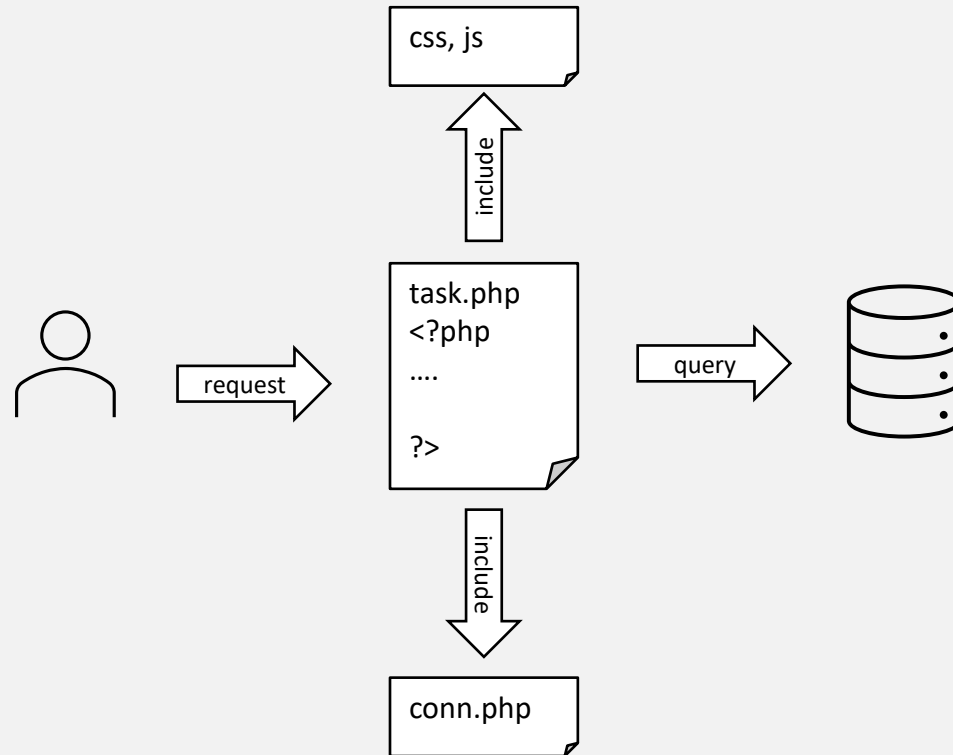 css, js
include
request
task.php
<?php
....
?>
query
include
conn.php